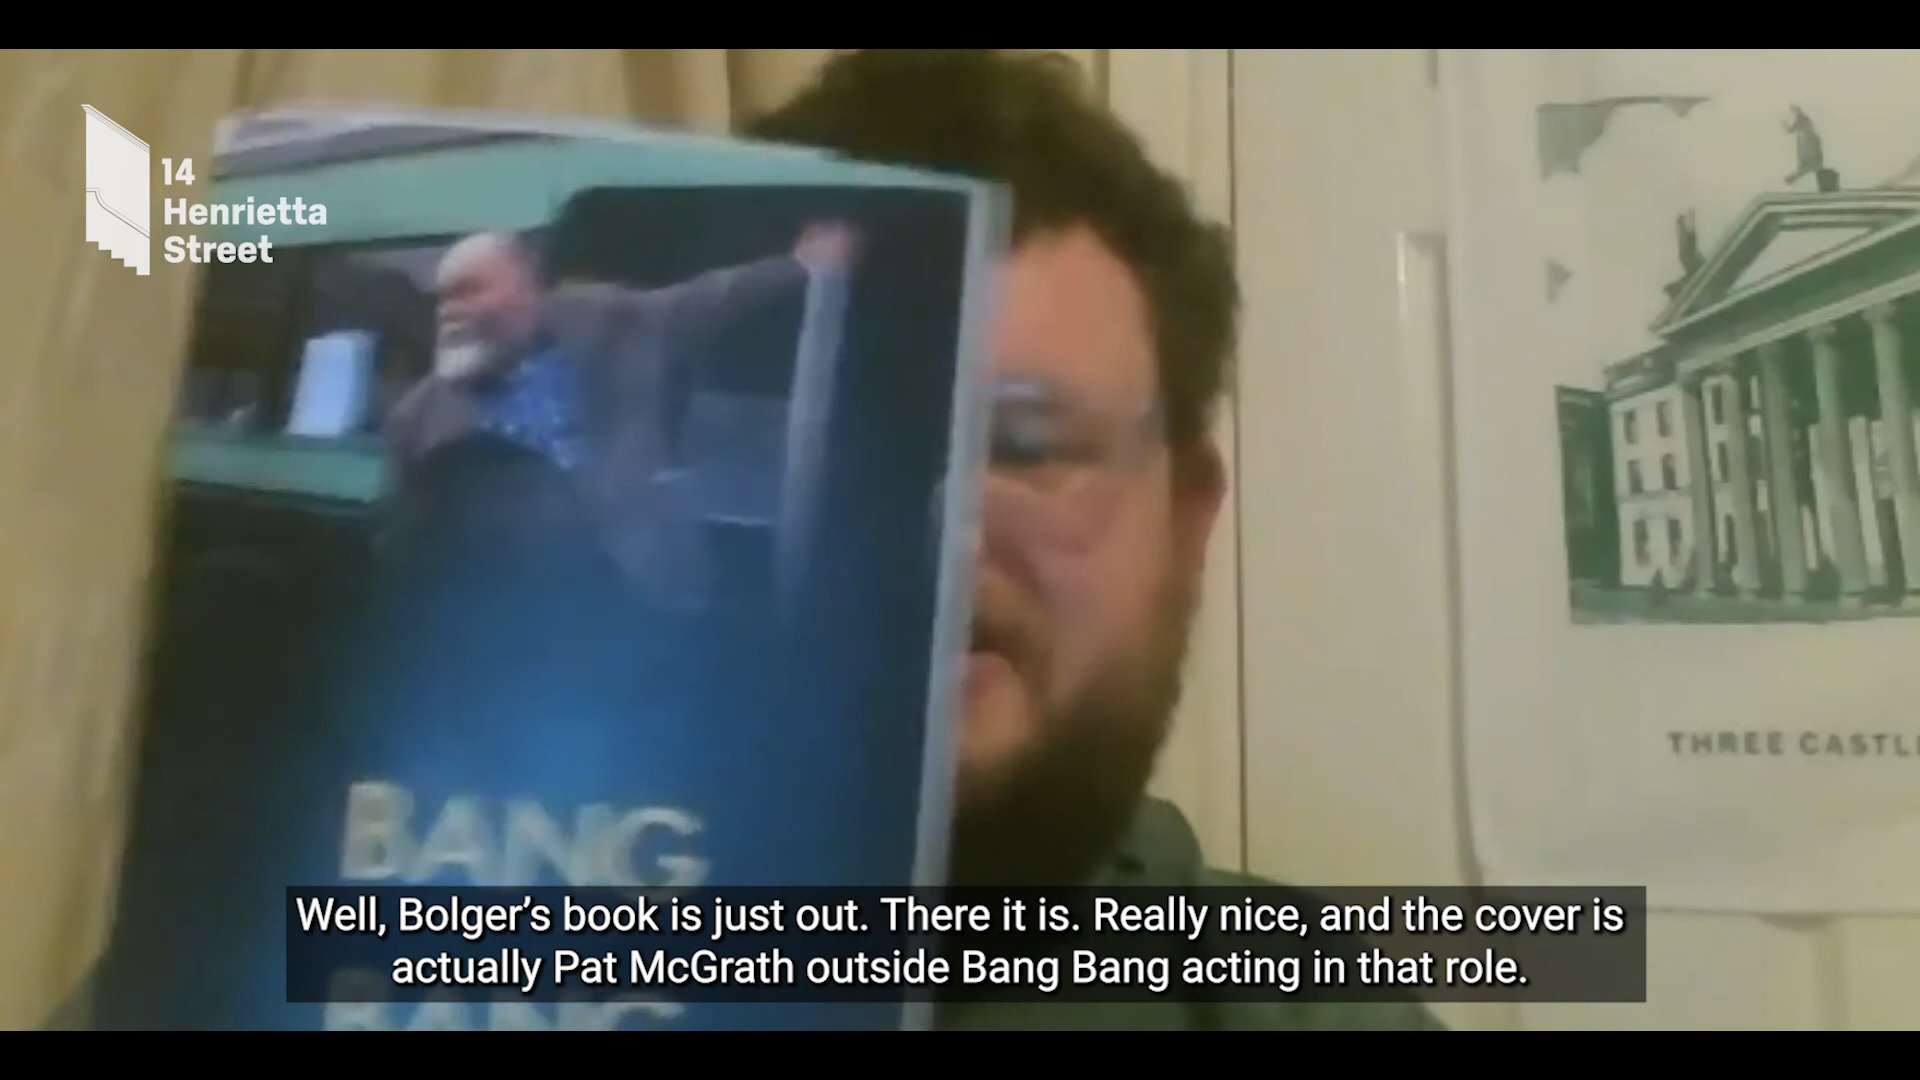 14
Henrietta
Street
THREE CASTL
BANG
BANG
Well, Bolger’s book is just out. There it is. Really nice, and the cover is
actually Pat McGrath outside Bang Bang acting in that role.